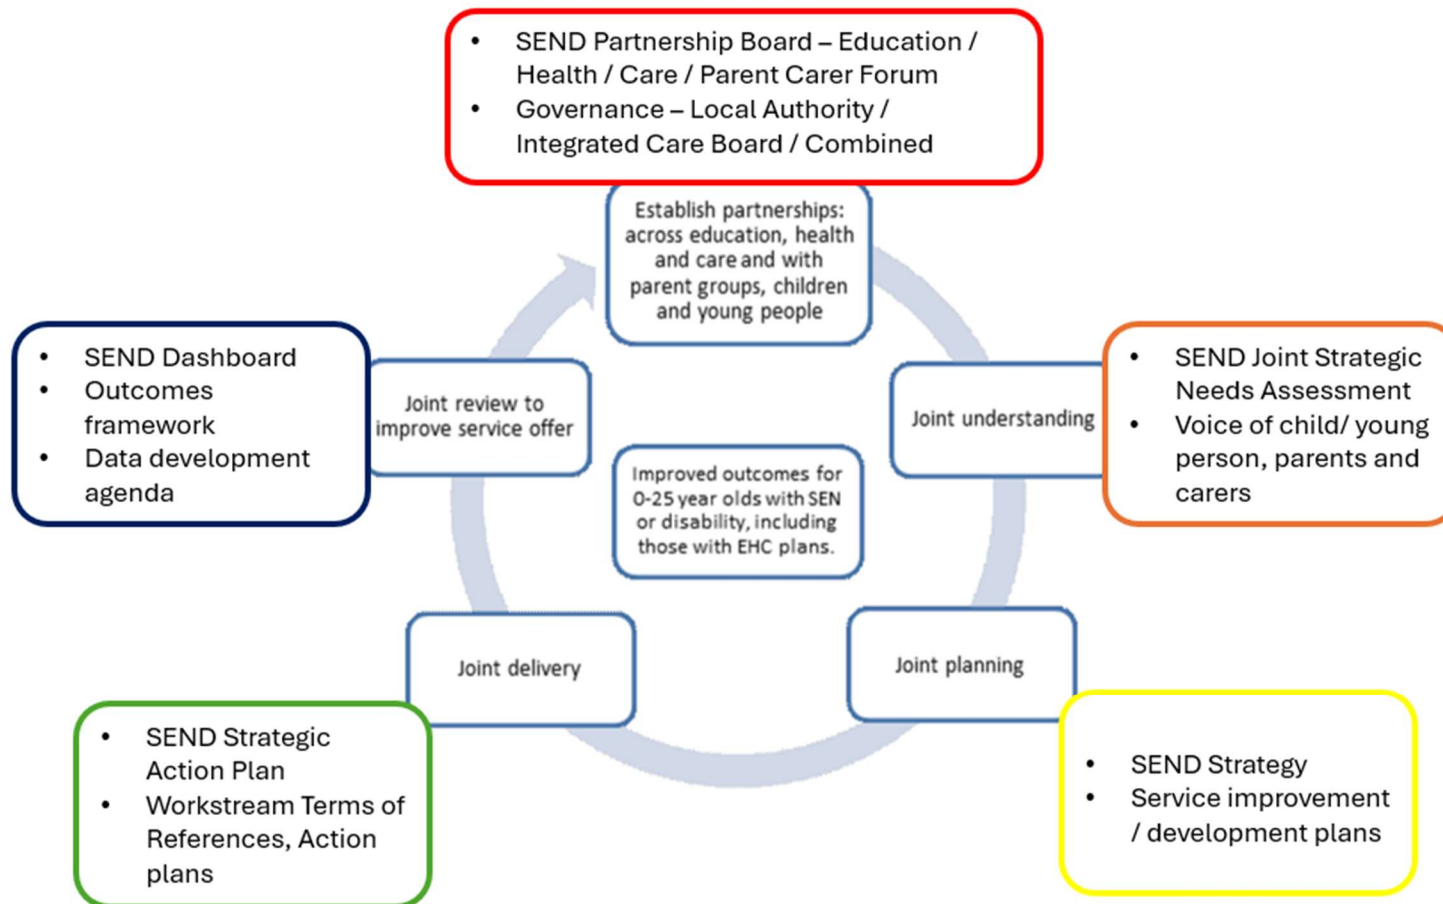 • SEND Partnership Board – Education /
Health / Care / Parent Carer Forum
• Governance – Local Authority /
Integrated Care Board / Combined
Establish partnerships:
across education, health
and care and with
parent groups, children
and young people
• SEND Joint Strategic
Needs Assessment
• Voice of child/ young
person, parents and
carers
Joint understanding
Joint planning
• SEND Strategy
• Service improvement
/ development plans
Joint delivery
• SEND Strategic
Action Plan
• Workstream Terms of
References, Action
plans
Joint review to
improve service offer
• SEND Dashboard
• Outcomes
framework
• Data development
agenda
Improved outcomes for
0-25 year olds with SEN
or disability, including
those with EHC plans.